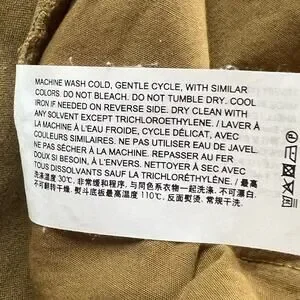 MACHINE WASH COLD, GENTLE CYCLE, WITH SIMILAR
COLORS. DO NOT BLEACH. DO NOT TUMBLE DRY. COOL
IRON IF NEEDED ON REVERSE SIDE. DRY CLEAN WITH
ANY SOLVENT EXCEPT TRICHLOROETHYLENE. / LAVER À
LA MACHINE À L'EAU FROIDE, CYCLE DÉLICAT, AVEC
COULEURS SIMILAIRES. NE PAS UTILISER EAU DE JAVEL.
NE PAS SÉCHER À LA MACHINE. REPASSER AU FER
DOUX SI BESOIN, À L'ENVERS. NETTOYER À SEC AVEC
TOUT DISSOLVANT SAUF LA TRICHLORÉTHYLÈNE. / 最高
洗涤温度 30℃. 非常缓和程序. 与同色系衣物一起洗涤. 不可漂白.
不可翻转干燥. 熨斗底板最高温度 110℃. 反面熨烫. 常规干洗.